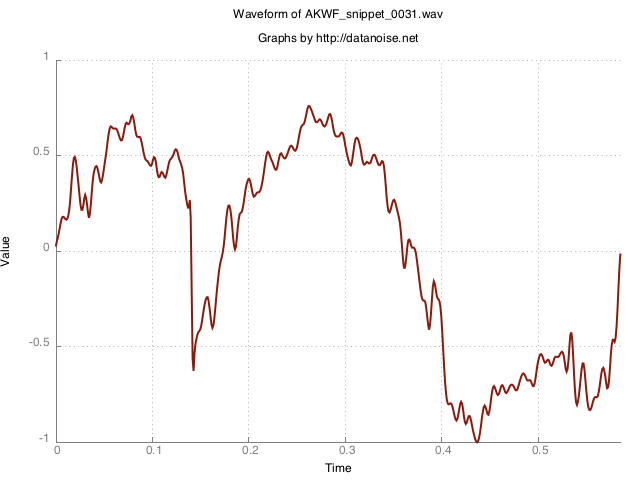 Waveform of AKWF_snippet_0031.wav
Graphs by http://datanoise.net
1
0.5
0
-0.5
-1
Value
0 0.1 0.2 0.3 0.4 0.5
Time